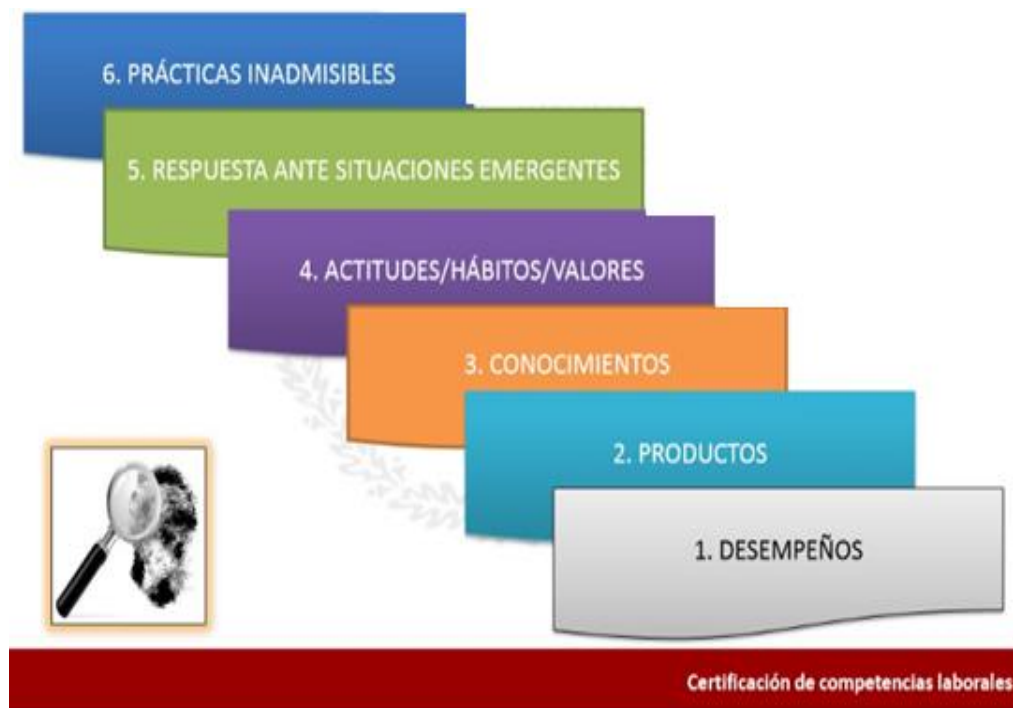 6. PRÁCTICAS INADMISIBLES
5. RESPUESTA ANTE SITUACIONES EMERGENTES
4. ACTITUDES/HÁBITOS/VALORES
3. CONOCIMIENTOS
2. PRODUCTOS
1. DESEMPEÑOS
Certificación de competencias laborales